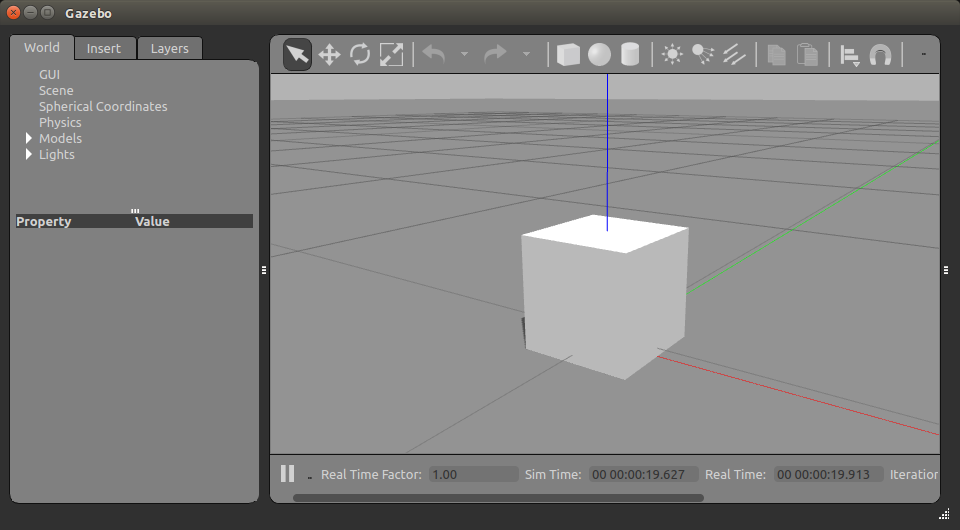 Gazebo
World Insert Layers
GUI
Scene
Spherical Coordinates
Physics
Models
Lights
Property Value
Real Time Factor: 1.00 Sim Time: 00 00:00:19.627 Real Time: 00 00:00:19.913 Iteration